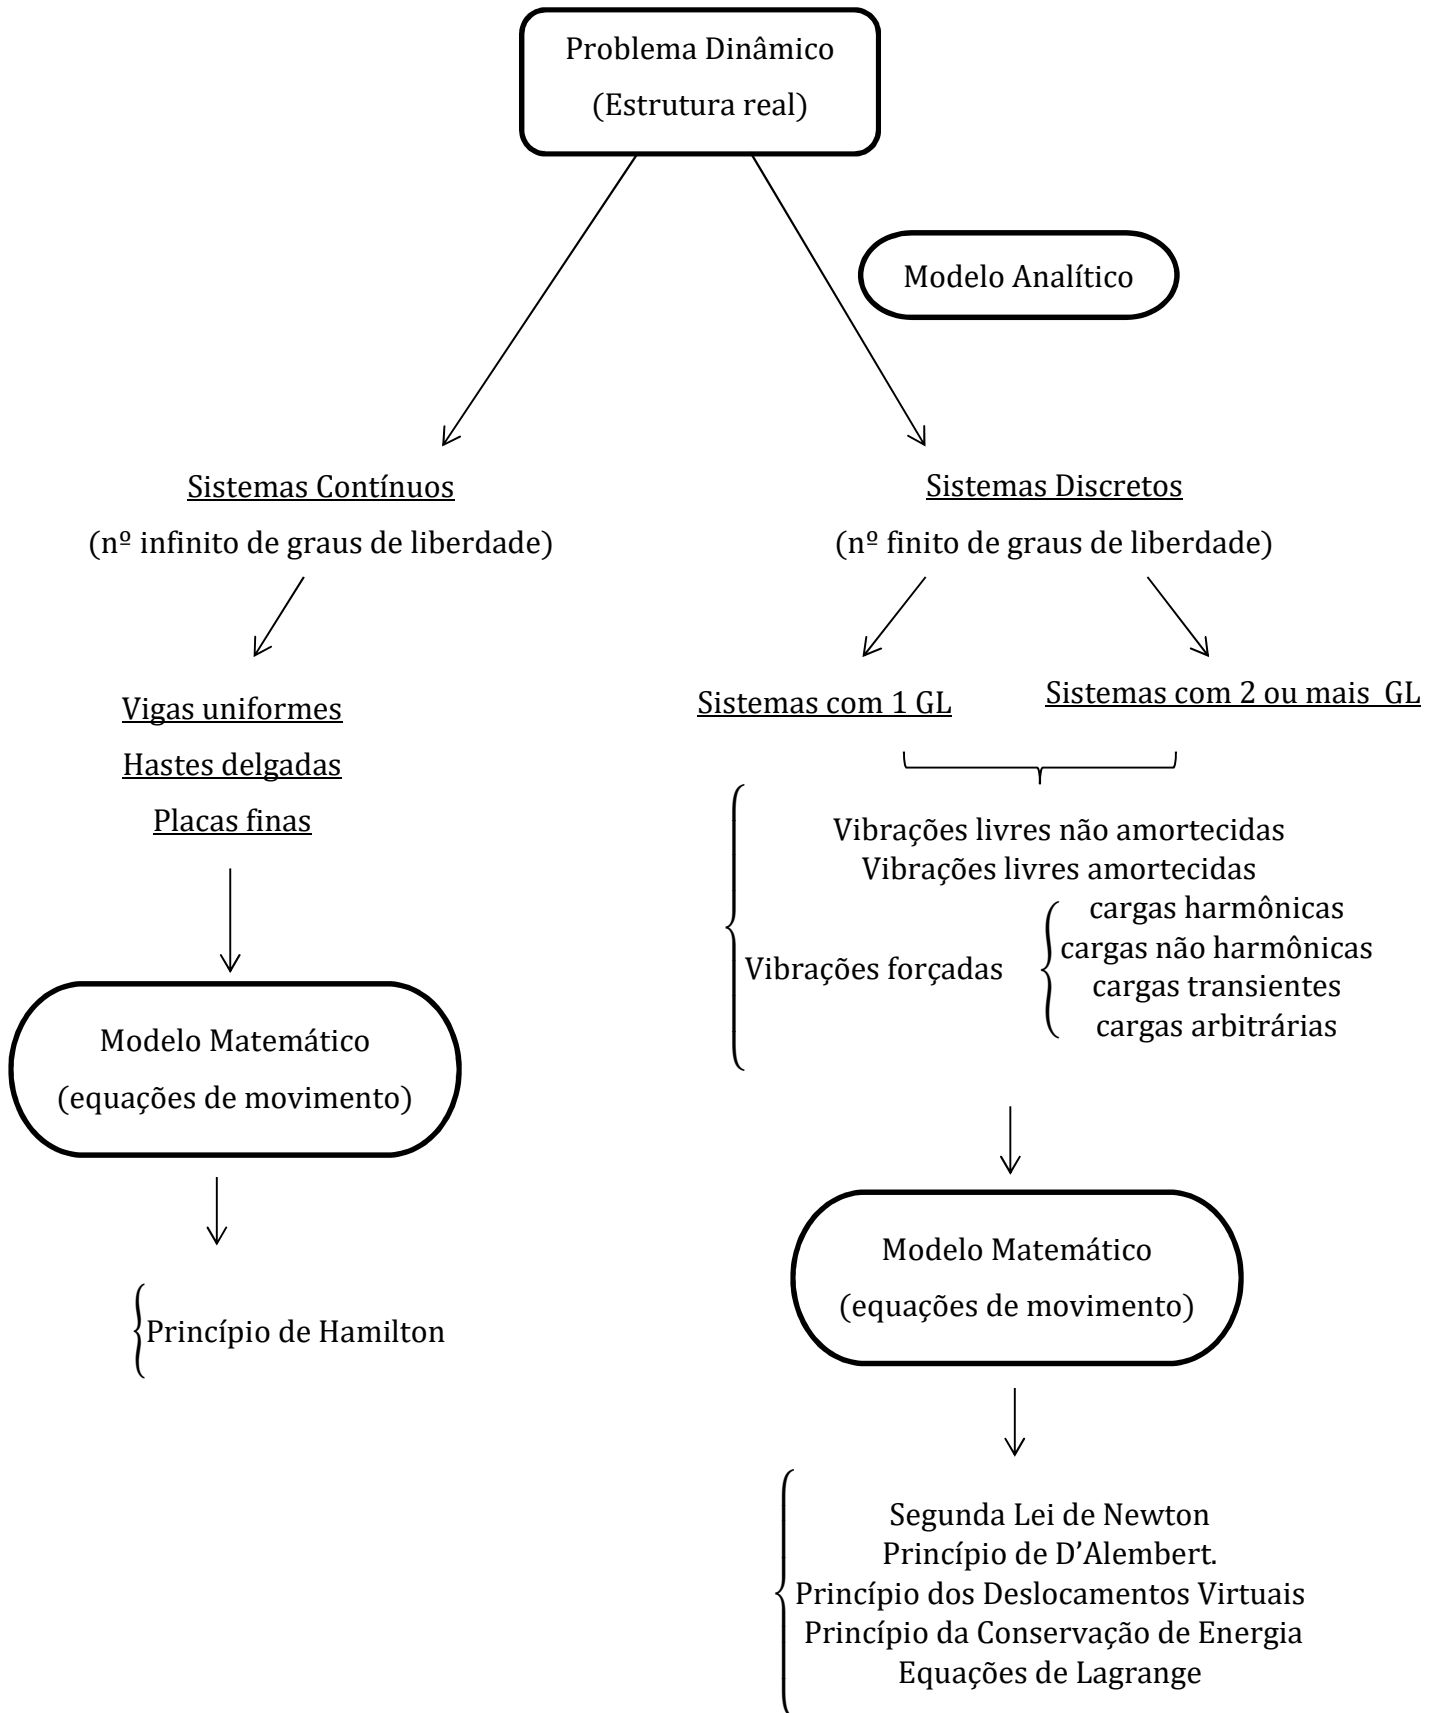 Problema Dinâmico
(Estrutura real)
Modelo Analítico
Sistemas Contínuos
(nº infinito de graus de liberdade)
Sistemas Discretos
(nº finito de graus de liberdade)
Vigas uniformes
Hastes delgadas
Placas finas
Sistemas com 1 GL
Sistemas com 2 ou mais  GL
Vibrações livres não amortecidas
Vibrações livres amortecidas
Vibrações forçadas
cargas harmônicas
cargas não harmônicas
cargas transientes
cargas arbitrárias
Modelo Matemático
(equações de movimento)
Princípio de Hamilton
Modelo Matemático
(equações de movimento)
Segunda Lei de Newton
Princípio de D’Alembert.
Princípio dos Deslocamentos Virtuais
Princípio da Conservação de Energia
Equações de Lagrange